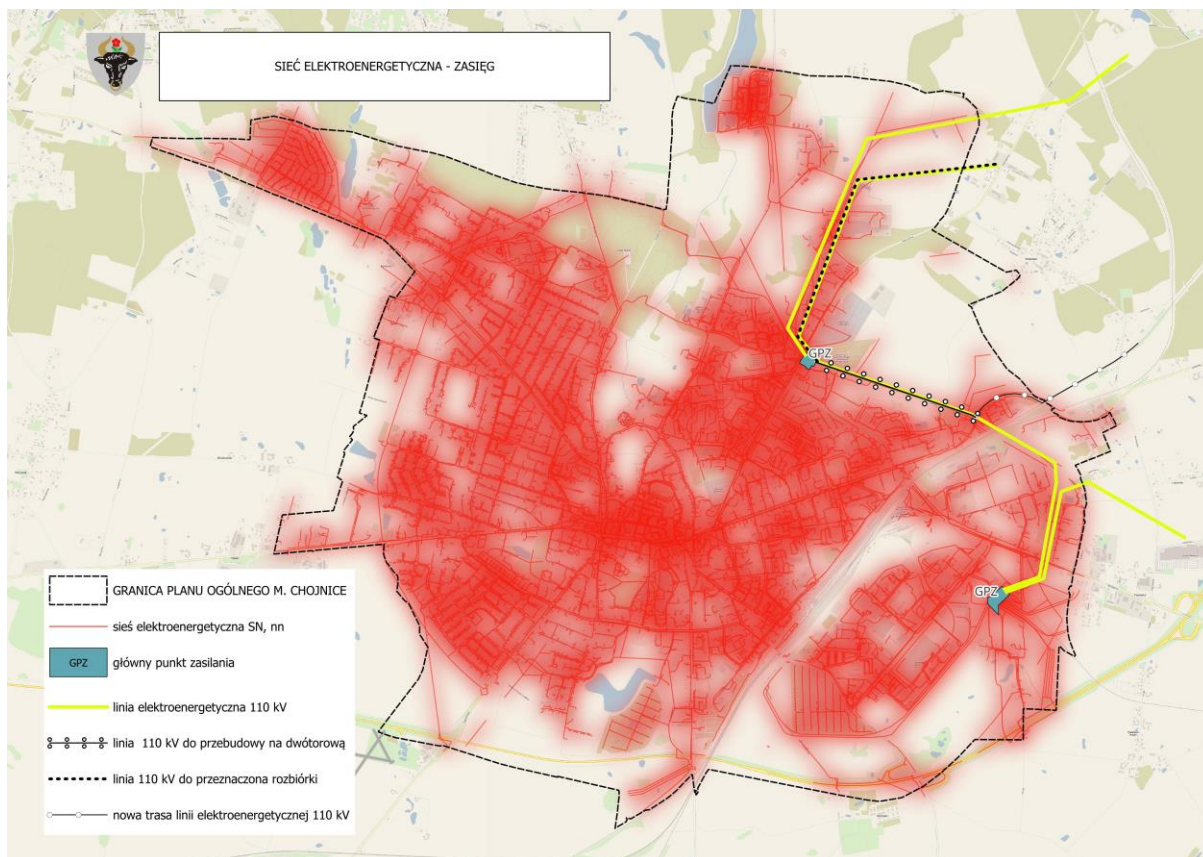 SIEĆ ELEKTROENERGETYCZNA - ZASIĘG
GPZ
GPZ
GRANICA PLANU OGÓLNEGO M. CHOJNICE
sieś elektroenergetyczna SN, nn
GPZ
główny punkt zasilania
linia elektroenergetyczna 110 kV
linia 110 kV do przebudowy na dwótorową
linia 110 kV do przeznaczona rozbiórki
nowa trasa linii elektroenergetycznej 110 kV